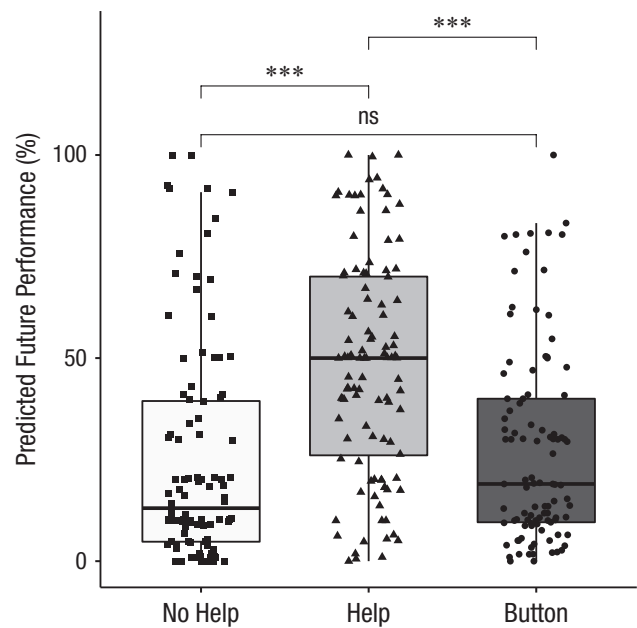 ***
***
ns
Predicted Future Performance (%)
100
50
0
No Help
Help
Button